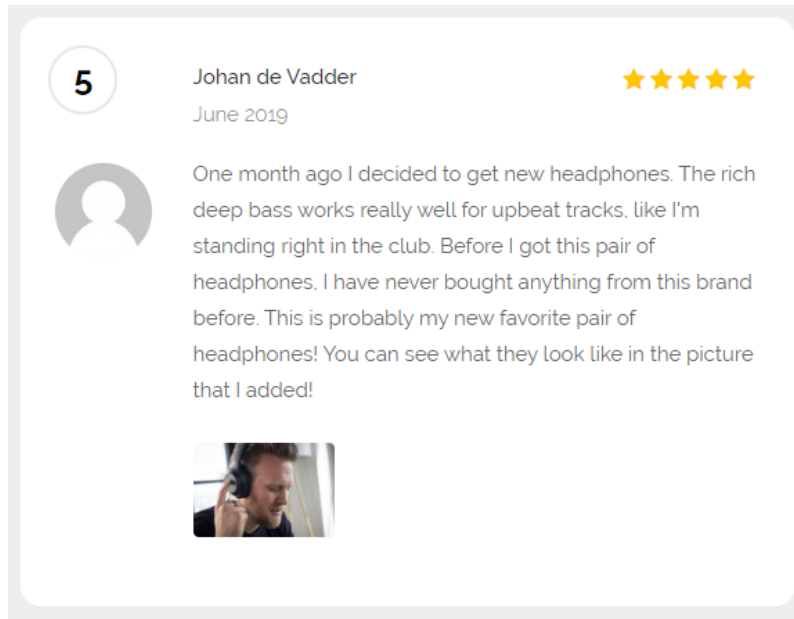 5
Johan de Vadder
June 2019
One month ago I decided to get new headphones. The rich
deep bass works really well for upbeat tracks, like I'm
standing right in the club. Before I got this pair of
headphones, I have never bought anything from this brand
before. This is probably my new favorite pair of
headphones! You can see what they look like in the picture
that I added!